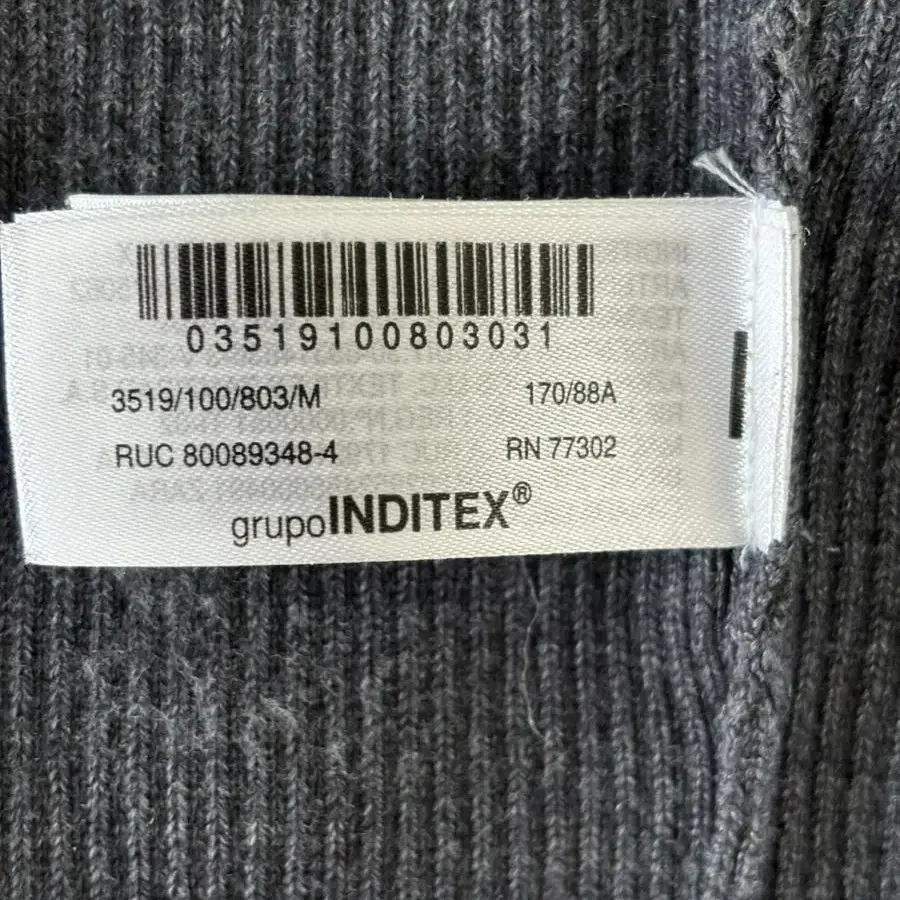 03519100803031
3519/100/803/M 170/88A
RUC 80089348-4 RN 77302
grupoINDITEX®